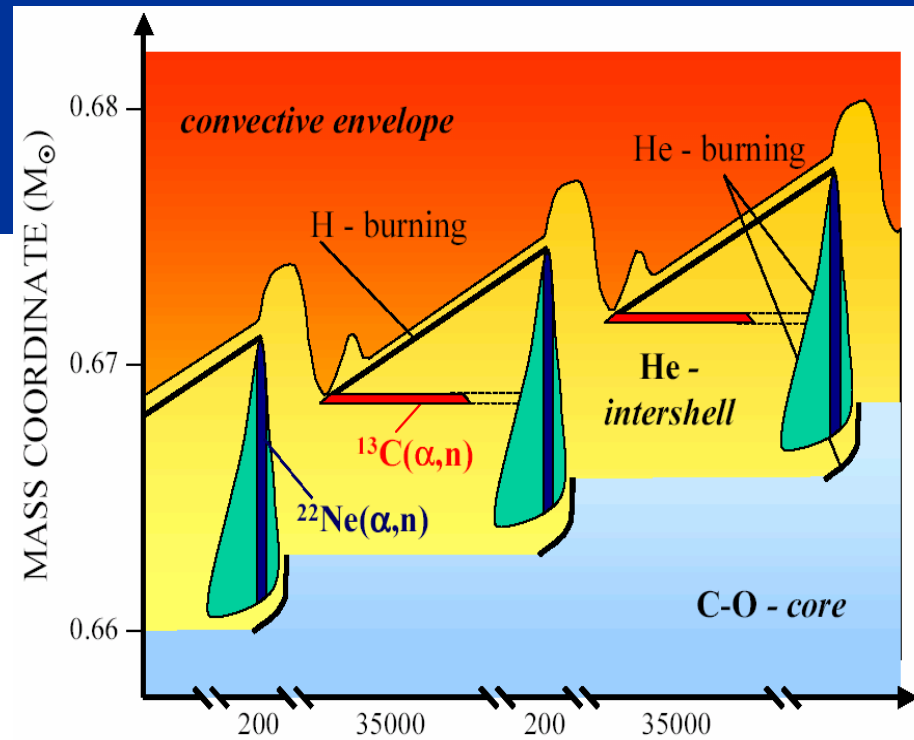 MASS COORDINATE (M☉)
0.68
0.67
0.66
convective envelope
He - burning
H - burning
He -
intershell
¹³C(α,n)
²²Ne(α,n)
C-O - core
200
35000
200
35000